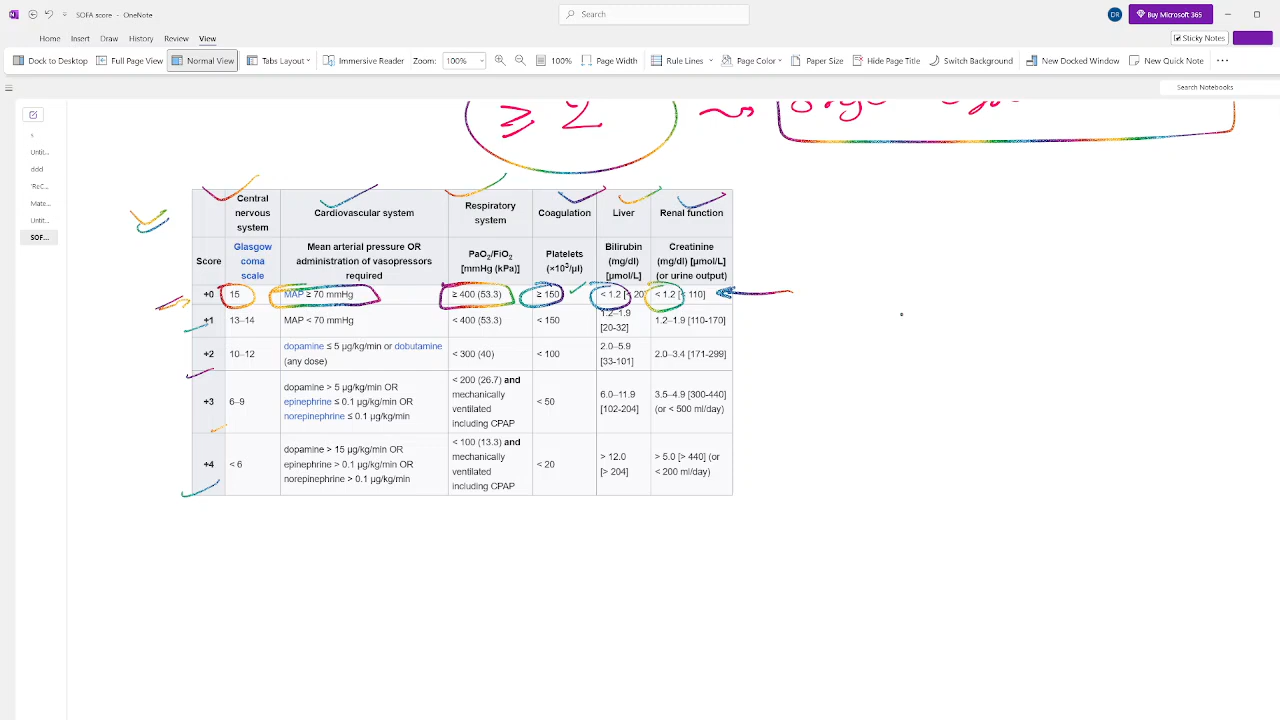 SOFA score - OneNote
Search
DR
Buy Microsoft 365
Home Insert Draw History Review View
Sticky Notes
Dock to Desktop Full Page View Normal View Tabs Layout Immersive Reader Zoom: 100% 100% Page Width Rule Lines Page Color Paper Size Hide Page Title Switch Background New Docked Window New Quick Note ...
Search Notebooks
s
Untit...
ddd
'ReC...
Mate...
Untit...
SOF...
≥ 2
Score
Central nervous system
Cardiovascular system
Respiratory system
Coagulation
Liver
Renal function
Glasgow coma scale
Mean arterial pressure OR administration of vasopressors required
PaO2/FiO2 [mmHg (kPa)]
Platelets (×10³/μl)
Bilirubin (mg/dl) [μmol/L]
Creatinine (mg/dl) [μmol/L] (or urine output)
+0 15 MAP ≥ 70 mmHg ≥ 400 (53.3) ≥ 150 < 1.2 [< 20] < 1.2 [< 110]
+1 13–14 MAP < 70 mmHg < 400 (53.3) < 150 1.2–1.9 [20-32] 1.2–1.9 [110-170]
+2 10–12 dopamine ≤ 5 μg/kg/min or dobutamine (any dose) < 300 (40) < 100 2.0–5.9 [33-101] 2.0–3.4 [171-299]
+3 6–9 dopamine > 5 μg/kg/min OR epinephrine ≤ 0.1 μg/kg/min OR norepinephrine ≤ 0.1 μg/kg/min < 200 (26.7) and mechanically ventilated including CPAP < 50 6.0–11.9 [102-204] 3.5–4.9 [300-440] (or < 500 ml/day)
+4 < 6 dopamine > 15 μg/kg/min OR epinephrine > 0.1 μg/kg/min OR norepinephrine > 0.1 μg/kg/min < 100 (13.3) and mechanically ventilated including CPAP < 20 > 12.0 [> 204] > 5.0 [> 440] (or < 200 ml/day)